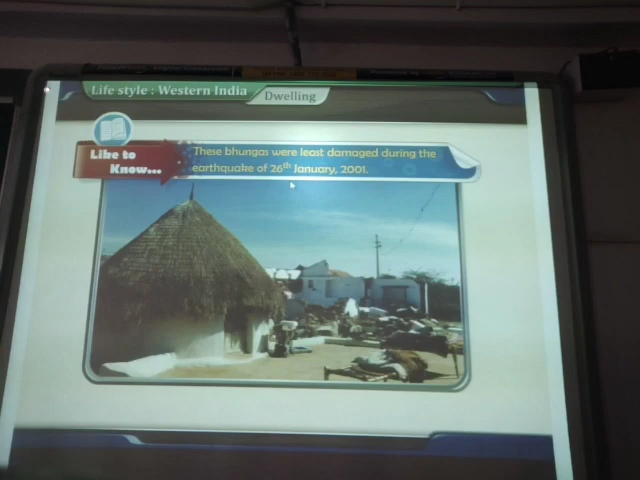 Life style : Western India
Dwelling
Like to
Know...
These bhungas were least damaged during the
earthquake of 26th January, 2001.